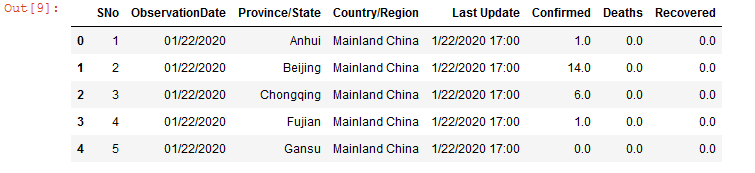 Out[9]:
SNo ObservationDate Province/State Country/Region Last Update Confirmed Deaths Recovered
0 1 01/22/2020 Anhui Mainland China 1/22/2020 17:00 1.0 0.0 0.0
1 2 01/22/2020 Beijing Mainland China 1/22/2020 17:00 14.0 0.0 0.0
2 3 01/22/2020 Chongqing Mainland China 1/22/2020 17:00 6.0 0.0 0.0
3 4 01/22/2020 Fujian Mainland China 1/22/2020 17:00 1.0 0.0 0.0
4 5 01/22/2020 Gansu Mainland China 1/22/2020 17:00 0.0 0.0 0.0